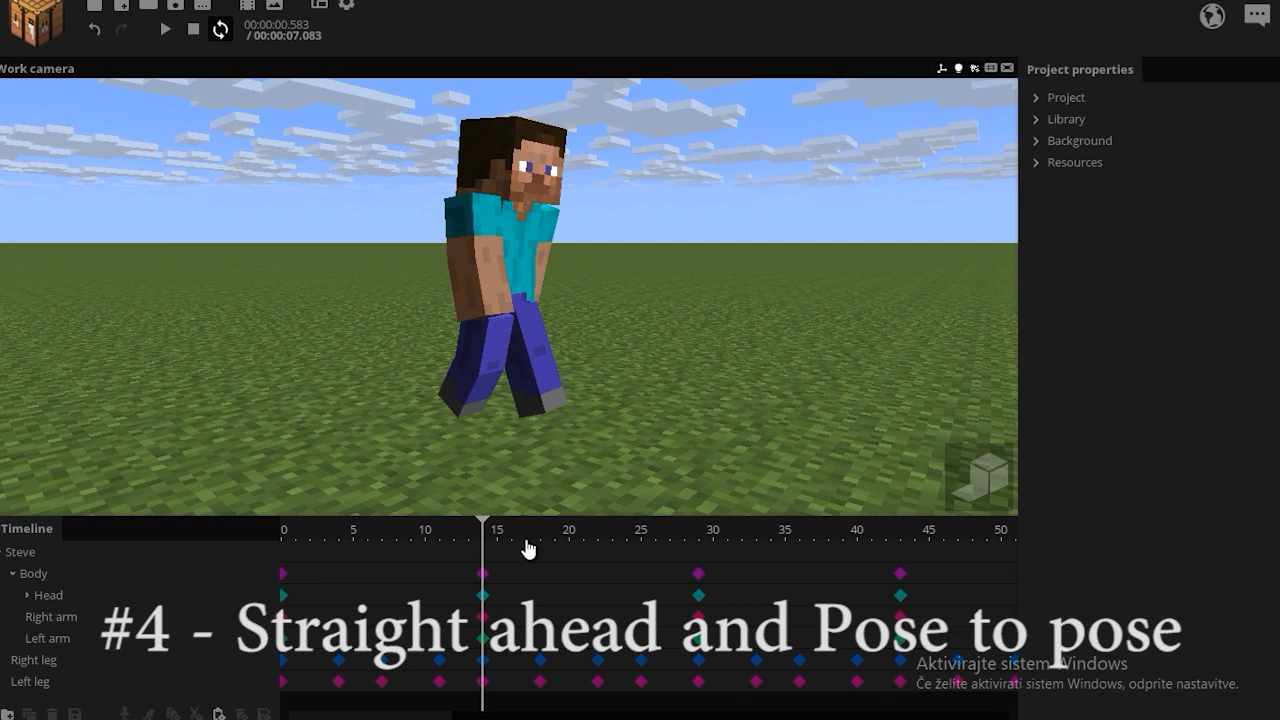 00:00:00.583
/ 00:00:07.083
Work camera
Project properties
Project
Library
Background
Resources
Timeline
0 5 10 15 20 25 30 35 40 45 50
Steve
Body
Head
Right arm
Left arm
Right leg
Left leg
#4 - Straight ahead and Pose to pose
Aktivirajte sistem Windows
Če želite aktivirati sistem Windows, odprite nastavitve.